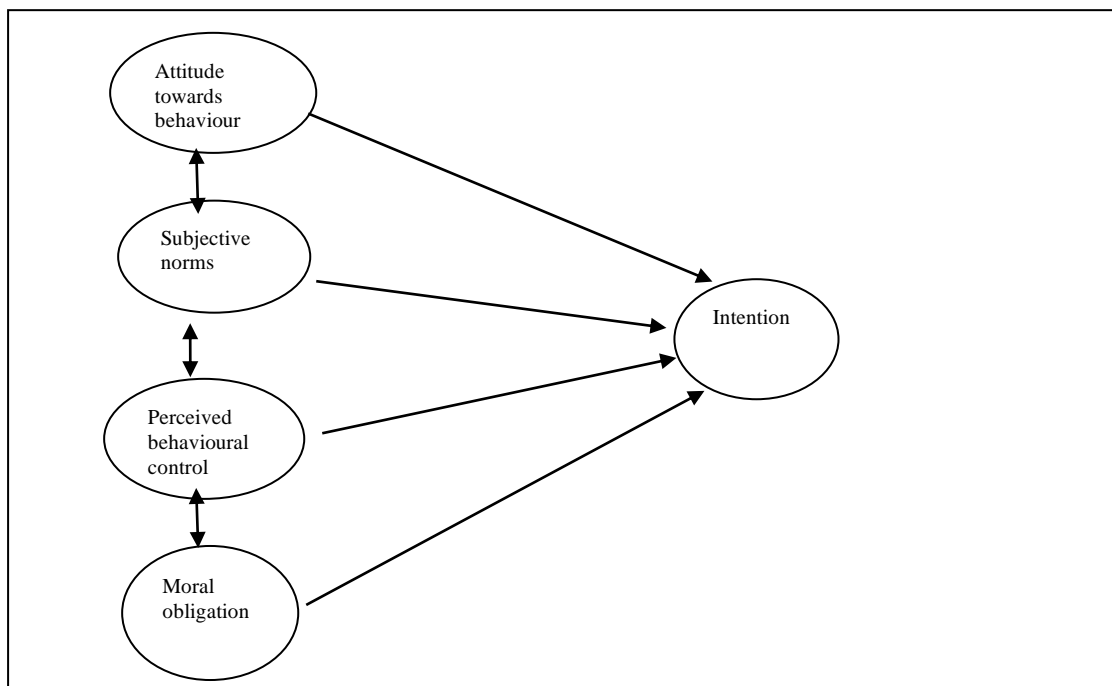 Attitude
towards
behaviour
Subjective
norms
Intention
Perceived
behavioural
control
Moral
obligation